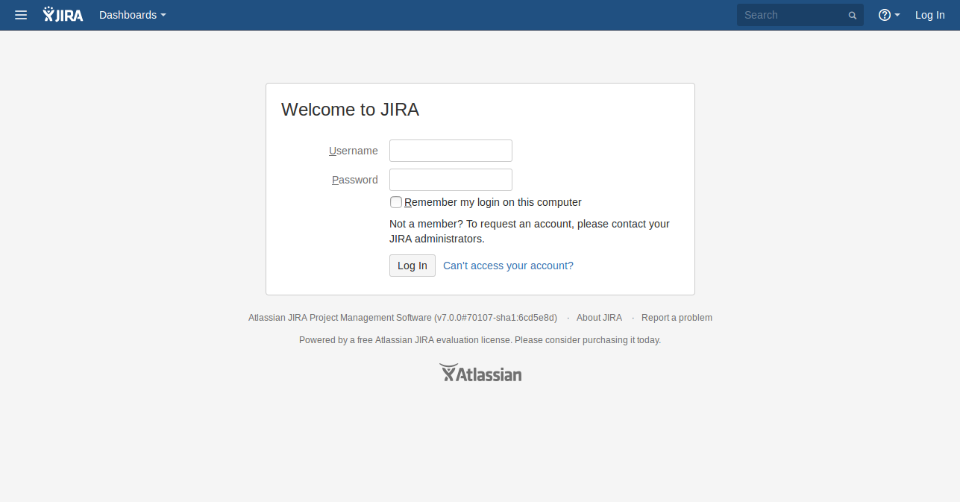 JIRA Dashboards Search Log In
Welcome to JIRA
Username
Password
Remember my login on this computer
Not a member? To request an account, please contact your
JIRA administrators.
Log In Can't access your account?
Atlassian JIRA Project Management Software (v7.0.0#70107-sha1:6cd5e8d) · About JIRA · Report a problem
Powered by a free Atlassian JIRA evaluation license. Please consider purchasing it today.
Atlassian